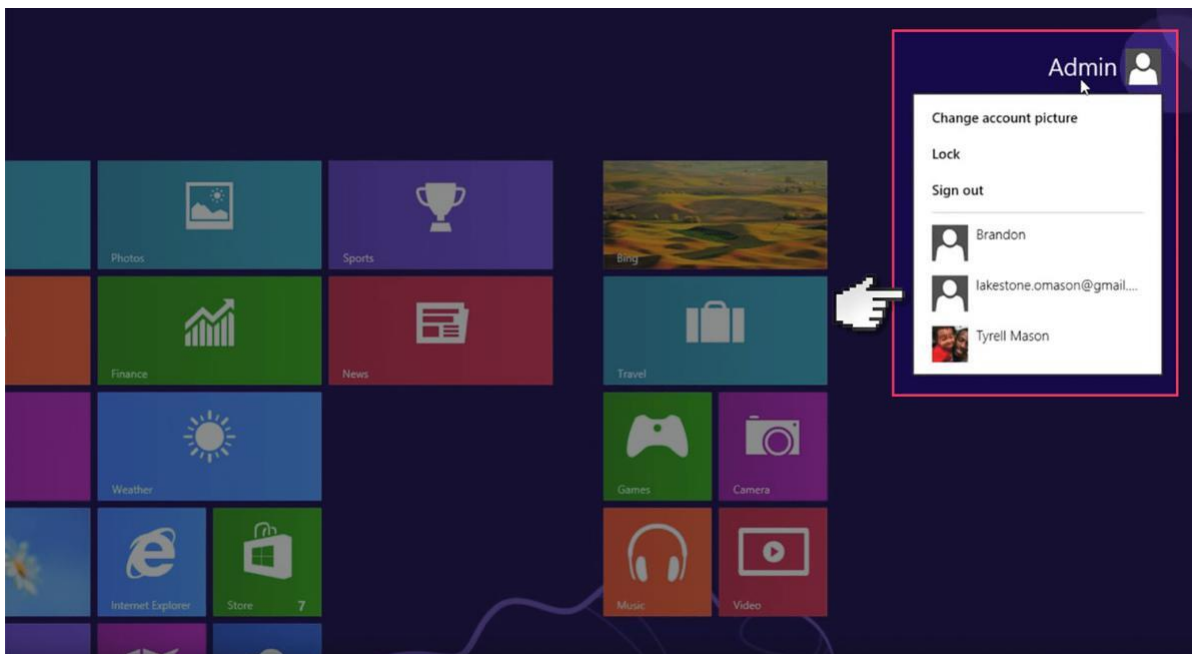 Admin
Change account picture
Lock
Sign out
Brandon
lakestone.omason@gmail....
Tyrell Mason
Photos
Sports
Bing
Finance
News
Travel
Weather
Games
Camera
Internet Explorer
Store 7
Music
Video